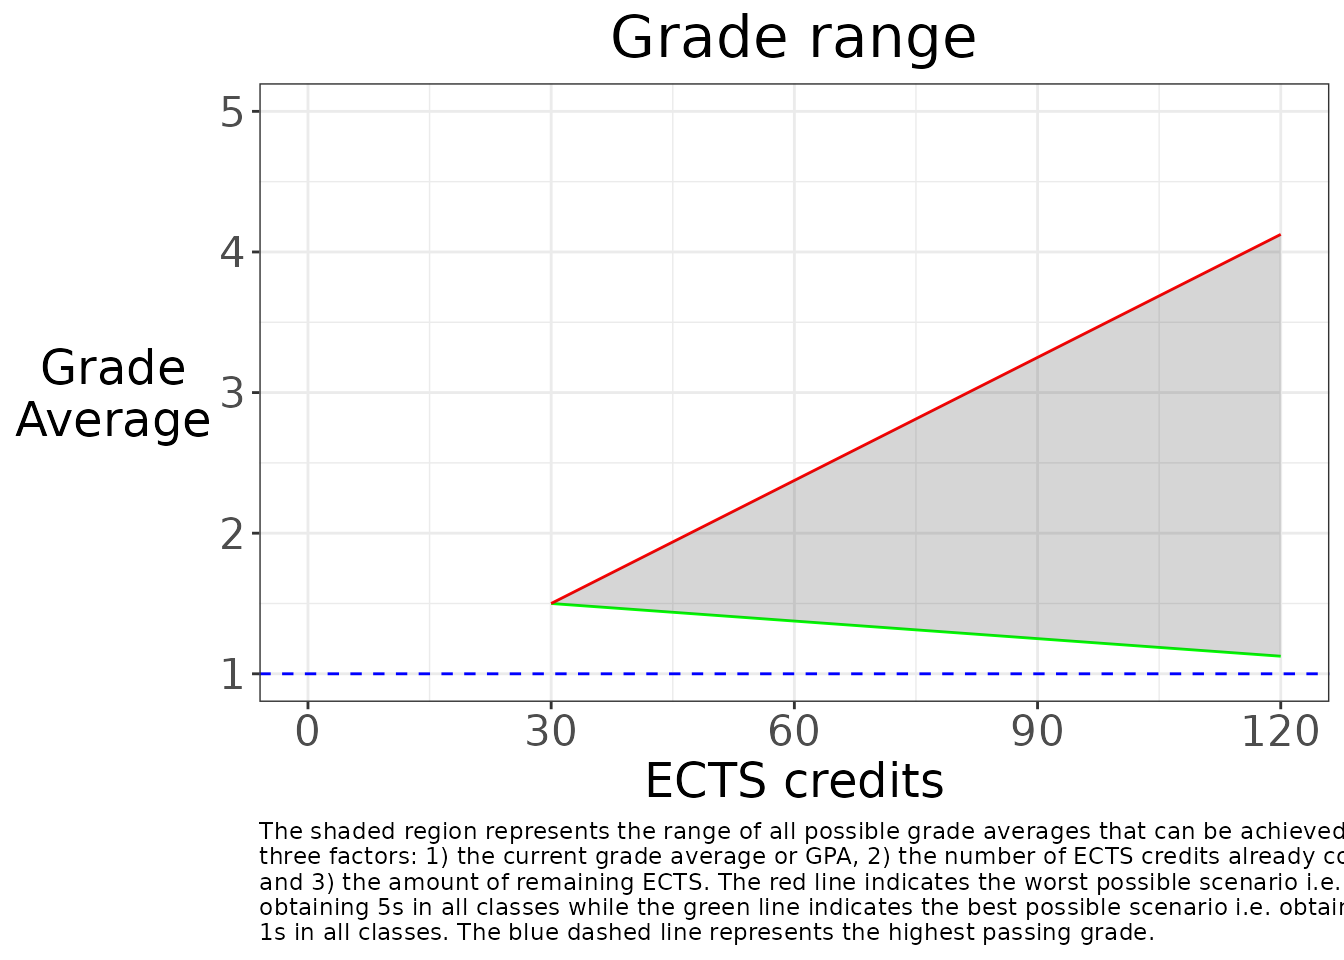 Grade range
5
4
3
2
1
Grade
Average
0 30 60 90 120
ECTS credits
The shaded region represents the range of all possible grade averages that can be achieved
three factors: 1) the current grade average or GPA, 2) the number of ECTS credits already
and 3) the amount of remaining ECTS. The red line indicates the worst possible scenario i.e.
obtaining 5s in all classes while the green line indicates the best possible scenario i.e.
1s in all classes. The blue dashed line represents the highest passing grade.